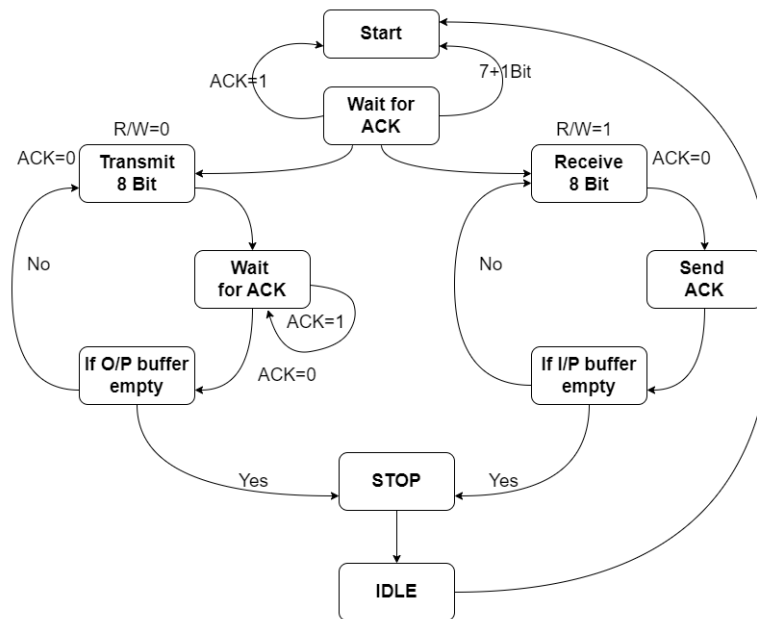 Start
ACK=1
7+1Bit
Wait for
ACK
R/W=0
R/W=1
ACK=0
Transmit
8 Bit
Receive
8 Bit
ACK=0
No
Wait
for ACK
ACK=1
No
Send
ACK
ACK=0
If O/P buffer
empty
If I/P buffer
empty
Yes
STOP
Yes
IDLE